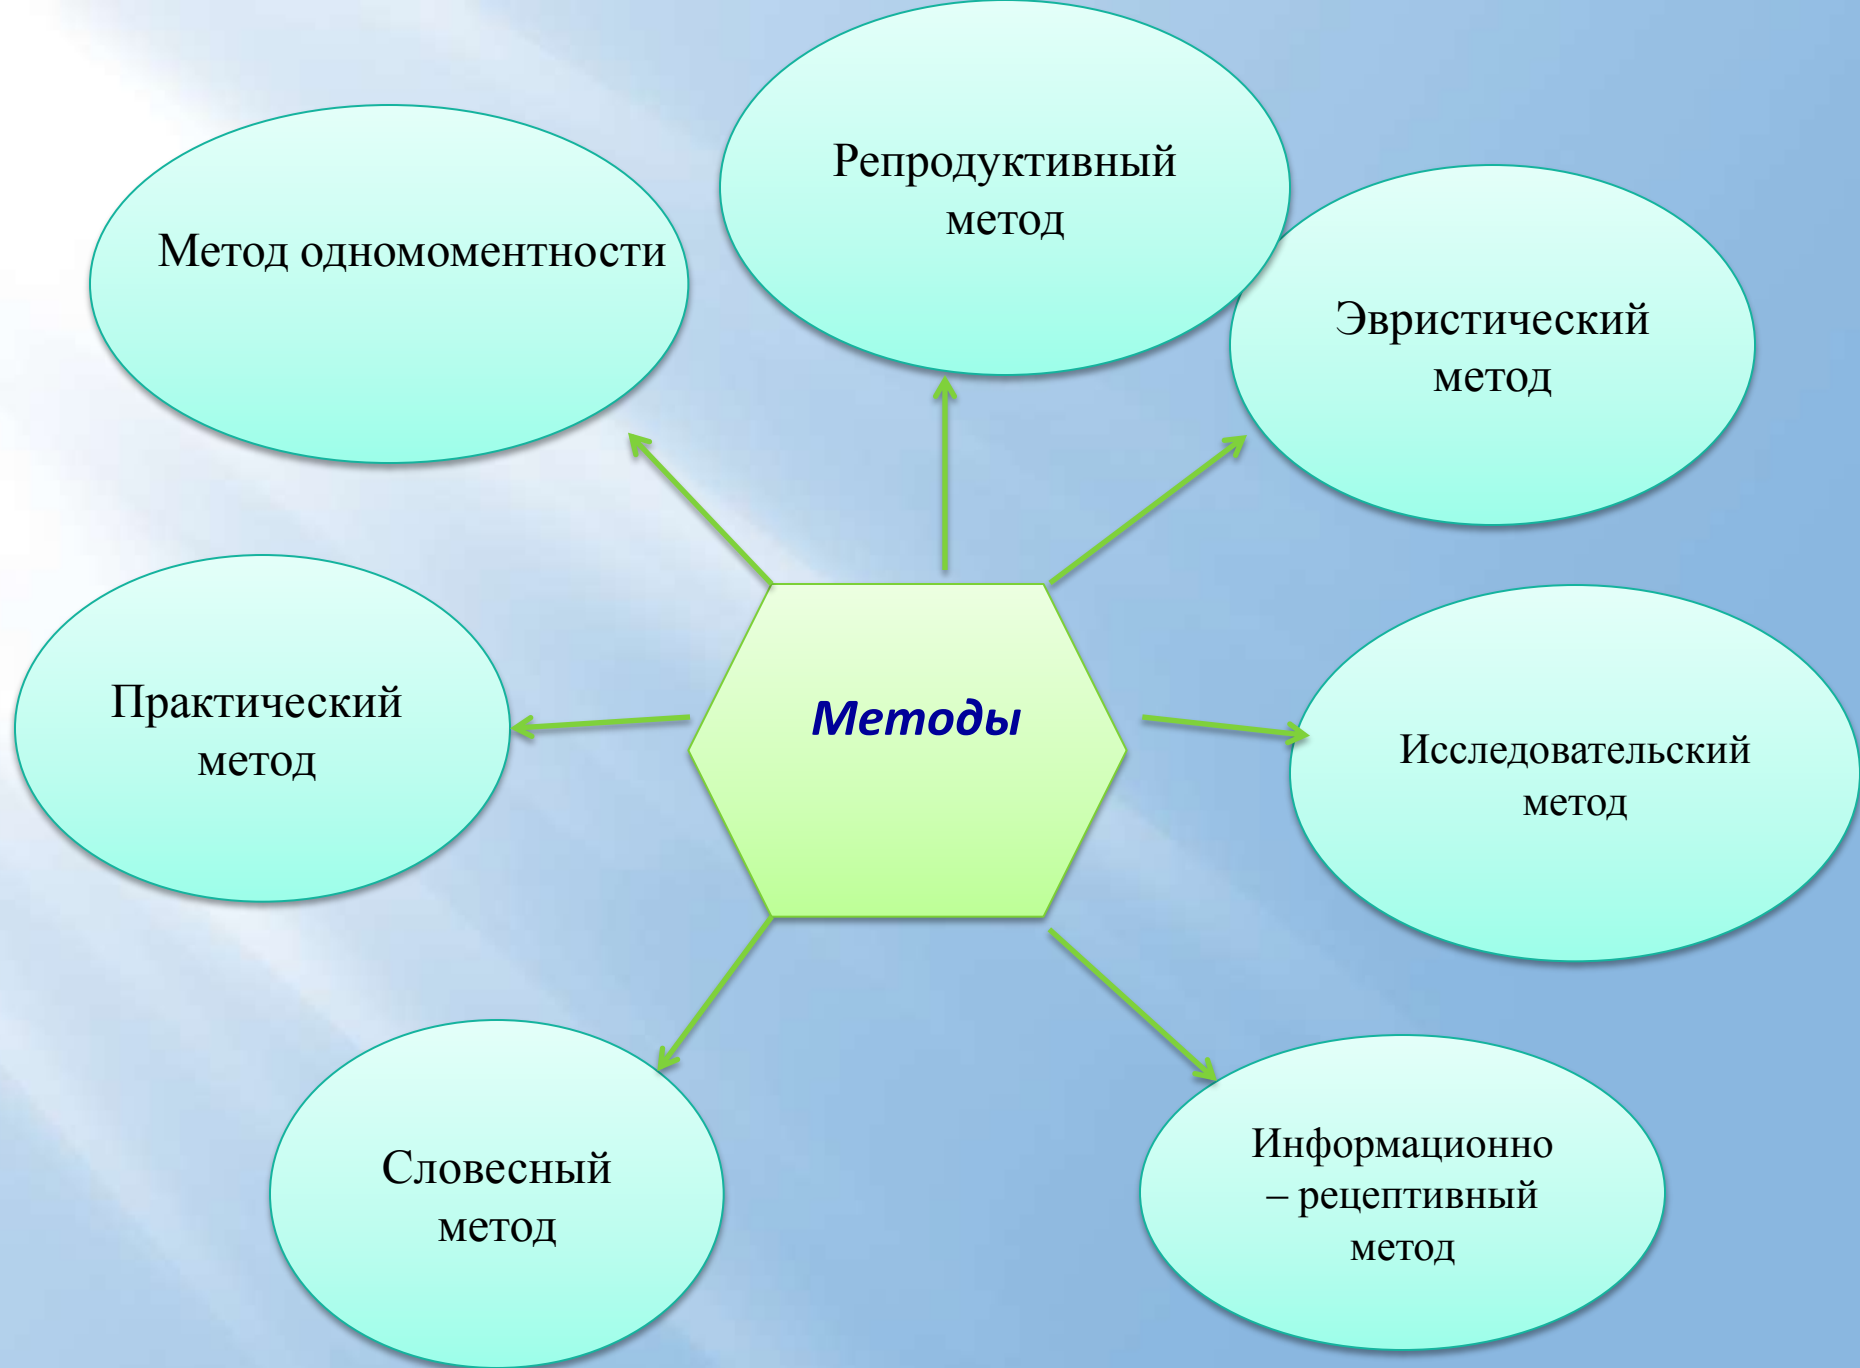 Репродуктивный
метод
Метод одномоментности
Эвристический
метод
Практический
метод
Методы
Исследовательский
метод
Словесный
метод
Информационно
– рецептивный
метод